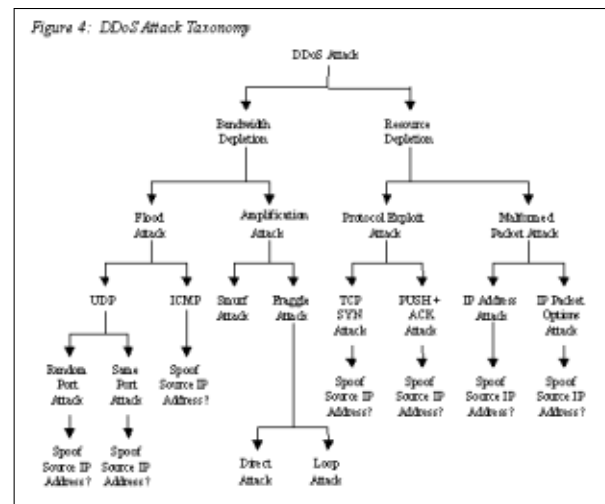 Figure 4: DDoS Attack Taxonomy
DDoS Attack
Bandwidth
Depletion
Resource
Depletion
Flood
Attack
Amplification
Attack
Protocol Exploit
Attack
Malformed
Packet Attack
UDP
ICMP
Smurf
Attack
Fraggle
Attack
TCP
SYN
Attack
PUSH +
ACK
Attack
IP Address
Attack
IP Packet
Options
Attack
Random
Port
Attack
Same
Port
Attack
Spoof
Source IP
Address?
Spoof
Source IP
Address?
Spoof
Source IP
Address?
Spoof
Source IP
Address?
Spoof
Source IP
Address?
Spoof
Source IP
Address?
Spoof
Source IP
Address?
Direct
Attack
Loop
Attack